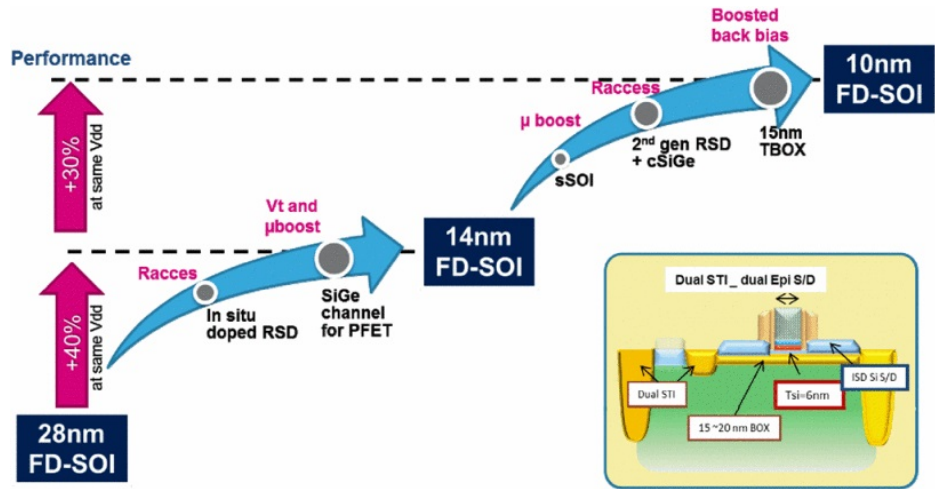 Performance
+30%
at same Vdd
+40%
at same Vdd
28nm
FD-SOI
Racces
In situ
doped RSD
Vt and
µboost
SiGe
channel
for PFET
14nm
FD-SOI
µ boost
sSOI
Raccess
2nd gen RSD
+ cSiGe
Boosted
back bias
15nm
TBOX
10nm
FD-SOI
Dual STI_ dual Epi S/D
Dual STI
ISD Si S/D
Tsi=6nm
15 ~20 nm BOX